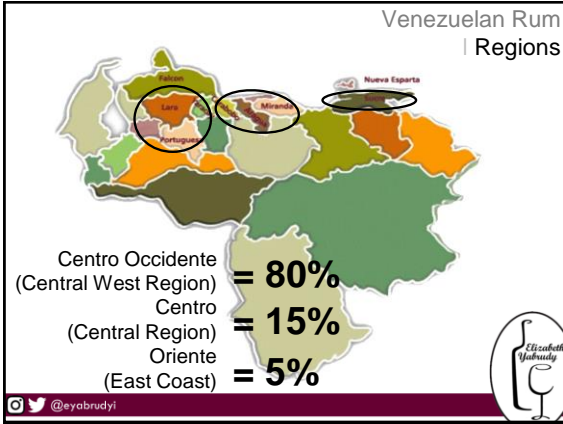 Venezuelan Rum
| Regions
Nueva Esparta
Falcon
Lara
Miranda
Portuguesa
Centro Occidente
(Central West Region) = 80%
Centro
(Central Region) = 15%
Oriente
(East Coast) = 5%
Elizabeth
Yabrudy
@eyabrudyi